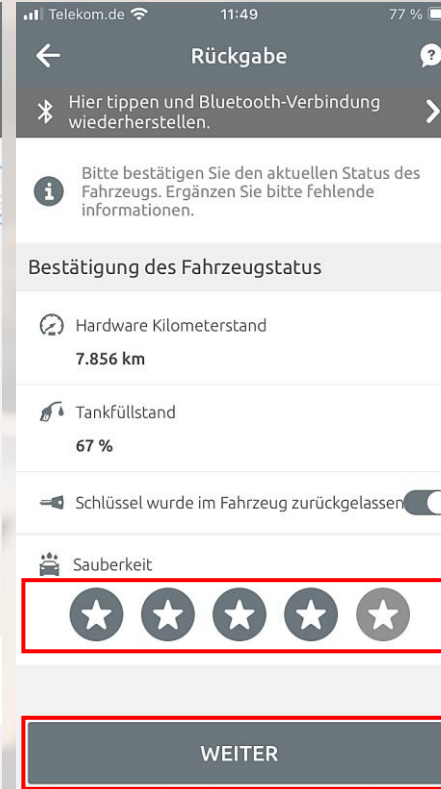 Telekom.de 11:49 77 %
Rückgabe
?
Hier tippen und Bluetooth-Verbindung
wiederherstellen.
i
Bitte bestätigen Sie den aktuellen Status des
Fahrzeugs. Ergänzen Sie bitte fehlende
informationen.
Bestätigung des Fahrzeugstatus
Hardware Kilometerstand
7.856 km
Tankfüllstand
67 %
Schlüssel wurde im Fahrzeug zurückgelassen
Sauberkeit
WEITER